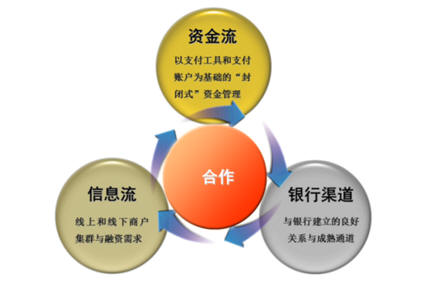 资金流
以支付工具和支付
账户为基础的“封
闭式”资金管理
合作
信息流
线上和线下商户
集群与融资需求
银行渠道
与银行建立的良好
关系与成熟通道